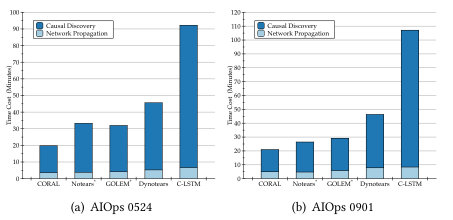 100
90
80
70
60
50
40
30
20
10
0
Time Cost (Minutes)
Causal Discovery
Network Propagation
CORAL Notears* GOLEM* Dynotears C-LSTM
(a) AIOps 0524
120
110
100
90
80
70
60
50
40
30
20
10
0
Time Cost (Minutes)
Causal Discovery
Network Propagation
CORAL Notears* GOLEM* Dynotears C-LSTM
(b) AIOps 0901